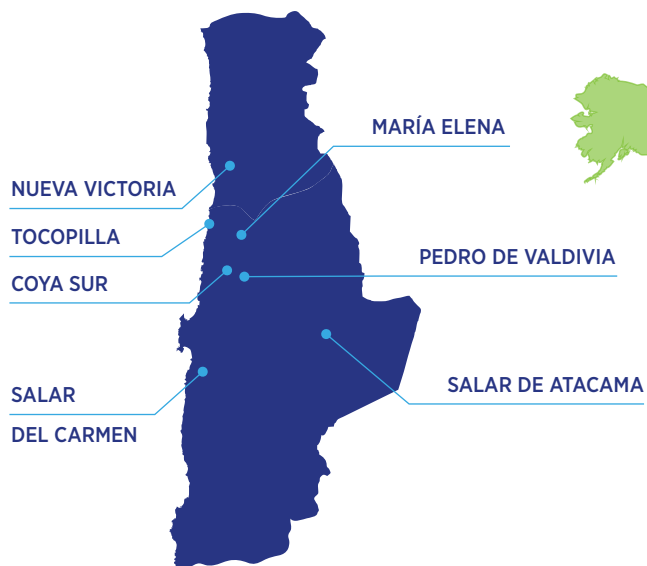 MARÍA ELENA
NUEVA VICTORIA
TOCOPILLA
PEDRO DE VALDIVIA
COYA SUR
SALAR DE ATACAMA
SALAR
DEL CARMEN